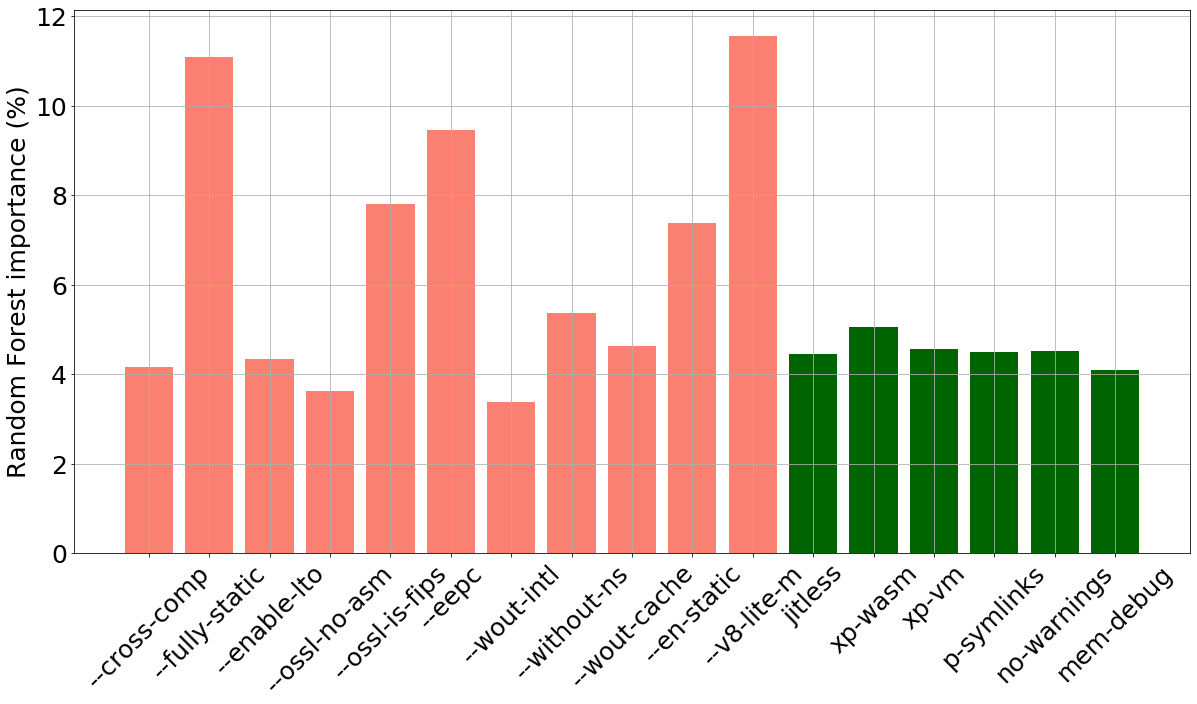 Random Forest importance (%)
12
10
8
6
4
2
0
--cross-comp
--fully-static
--enable-lto
--ossl-no-asm
--ossl-is-fips
--eepc
--wout-intl
--without-ns
--wout-cache
--en-static
--v8-lite-m
jitless
xp-wasm
xp-vm
p-symlinks
no-warnings
mem-debug